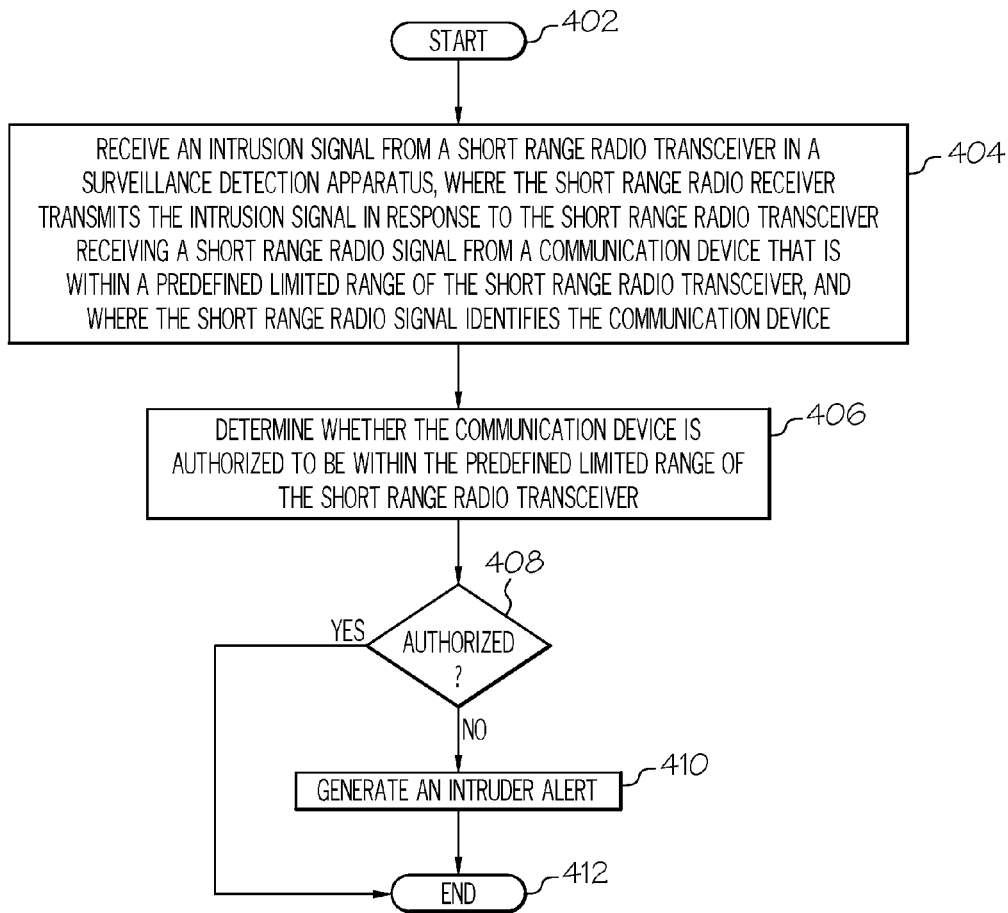 START
402
RECEIVE AN INTRUSION SIGNAL FROM A SHORT RANGE RADIO TRANSCEIVER IN A
SURVEILLANCE DETECTION APPARATUS, WHERE THE SHORT RANGE RADIO RECEIVER
TRANSMITS THE INTRUSION SIGNAL IN RESPONSE TO THE SHORT RANGE RADIO TRANSCEIVER
RECEIVING A SHORT RANGE RADIO SIGNAL FROM A COMMUNICATION DEVICE THAT IS
WITHIN A PREDEFINED LIMITED RANGE OF THE SHORT RANGE RADIO TRANSCEIVER, AND
WHERE THE SHORT RANGE RADIO SIGNAL IDENTIFIES THE COMMUNICATION DEVICE
404
DETERMINE WHETHER THE COMMUNICATION DEVICE IS
AUTHORIZED TO BE WITHIN THE PREDEFINED LIMITED RANGE OF
THE SHORT RANGE RADIO TRANSCEIVER
406
408
YES
AUTHORIZED
?
NO
GENERATE AN INTRUDER ALERT
410
END
412